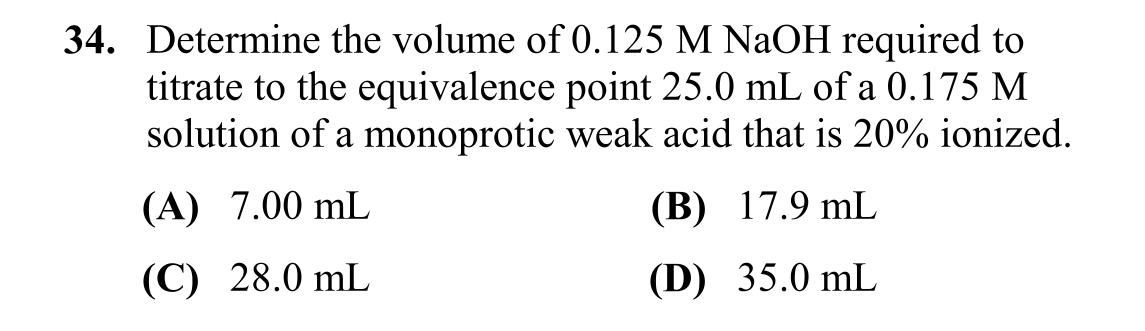 34. Determine the volume of 0.125 M NaOH required to
titrate to the equivalence point 25.0 mL of a 0.175 M
solution of a monoprotic weak acid that is 20% ionized.
(A) 7.00 mL (B) 17.9 mL
(C) 28.0 mL (D) 35.0 mL